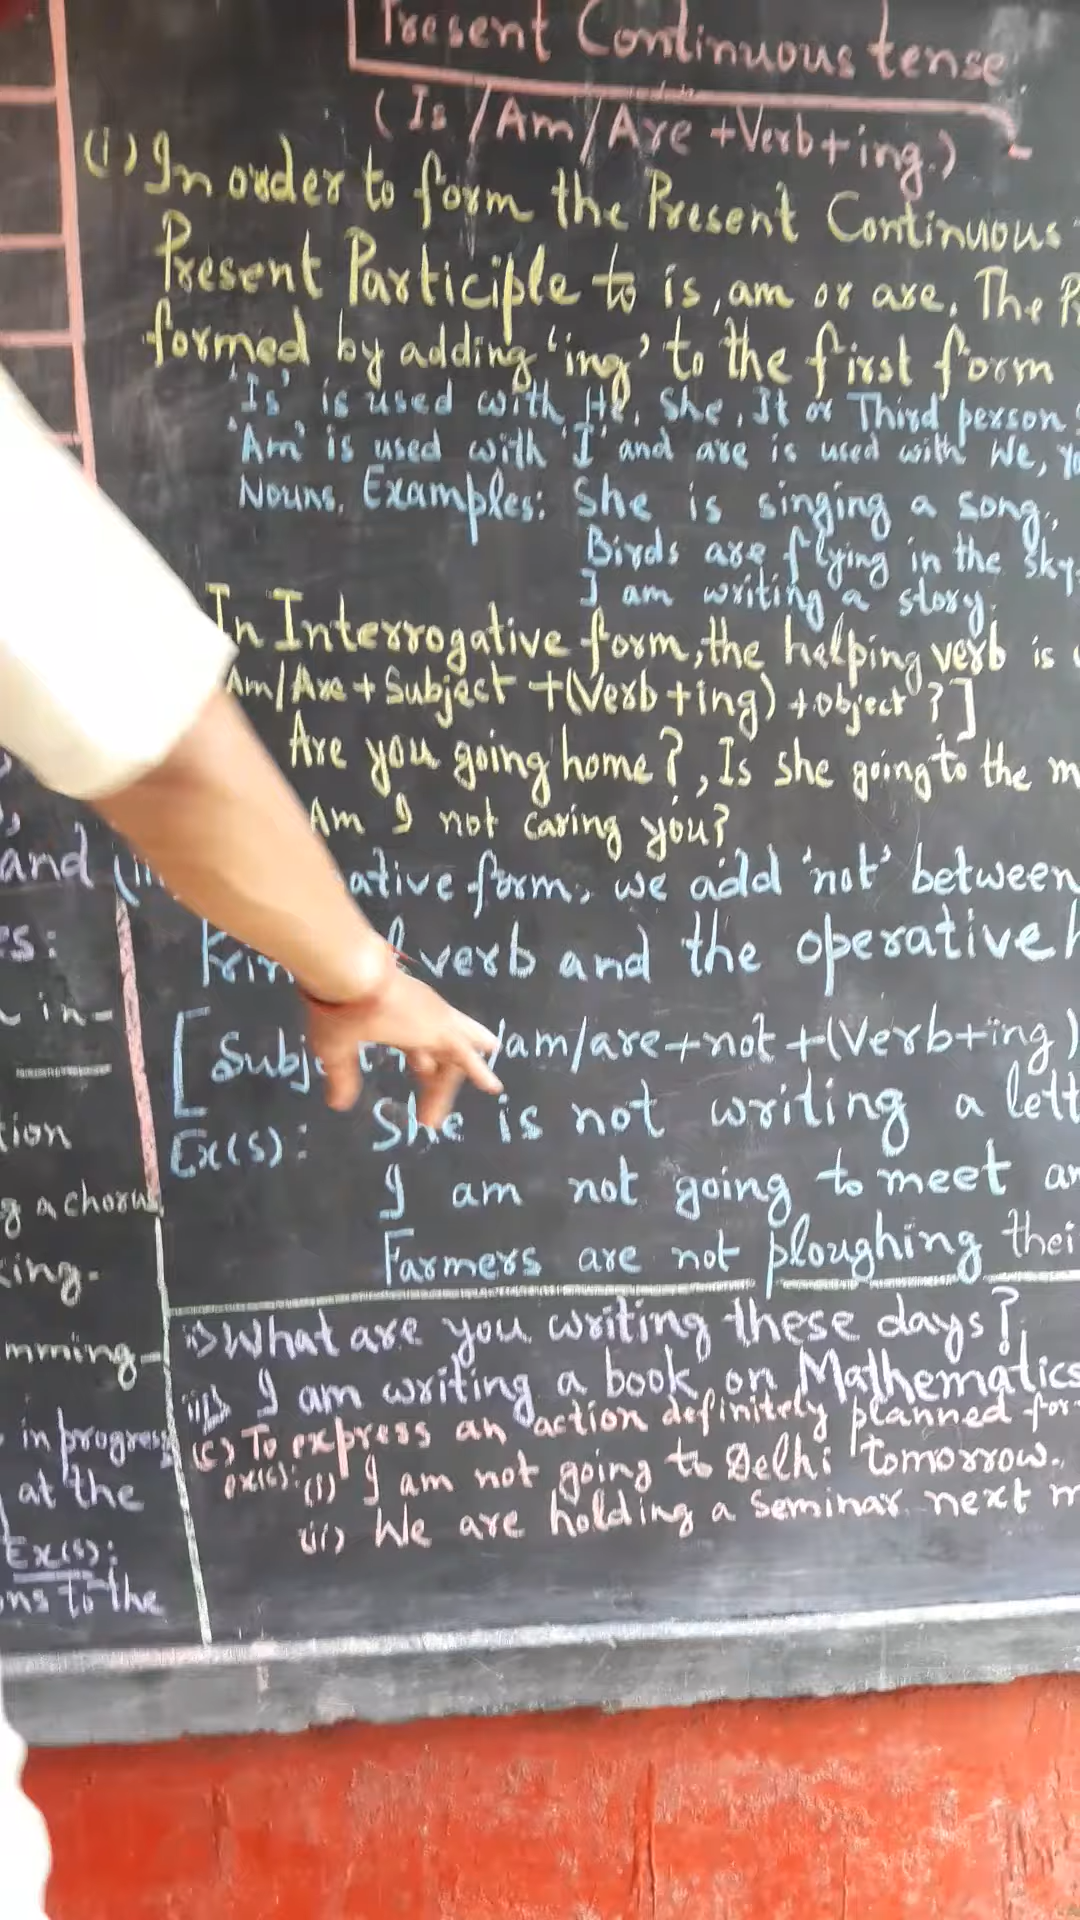 Present Continuous tense
(Is/Am/Are+Verb+ing.)
(i) In order to form the Present Continuous
Present Participle to is, am or are. The
formed by adding 'ing' to the first form
'Is' is used with He, She, It or Third person
'Am' is used with 'I' and are is used with We,
Nouns. Examples: She is singing a song.,
Birds are flying in the sky.
I am writing a story.
In Interrogative form, the helping verb is
Am/Are + Subject +(Verb+ing) + object ?]
Are you going home?, Is she going to the
Am I not caring you?
form, we add 'not' between
verb and the operative
/am/are+not+(Verb+ing)
Ex(s): She is not writing a
I am not going to meet
Farmers are not ploughing
i) What are you writing these days?
ii) I am writing a book on Mathematics
(c) To express an action definitely planned for
ex(s): (i) I am not going to Delhi tomorrow.
ii) We are holding a seminar next
and
in-
g a chorus,
in progress
at the
Ex(s):
to the